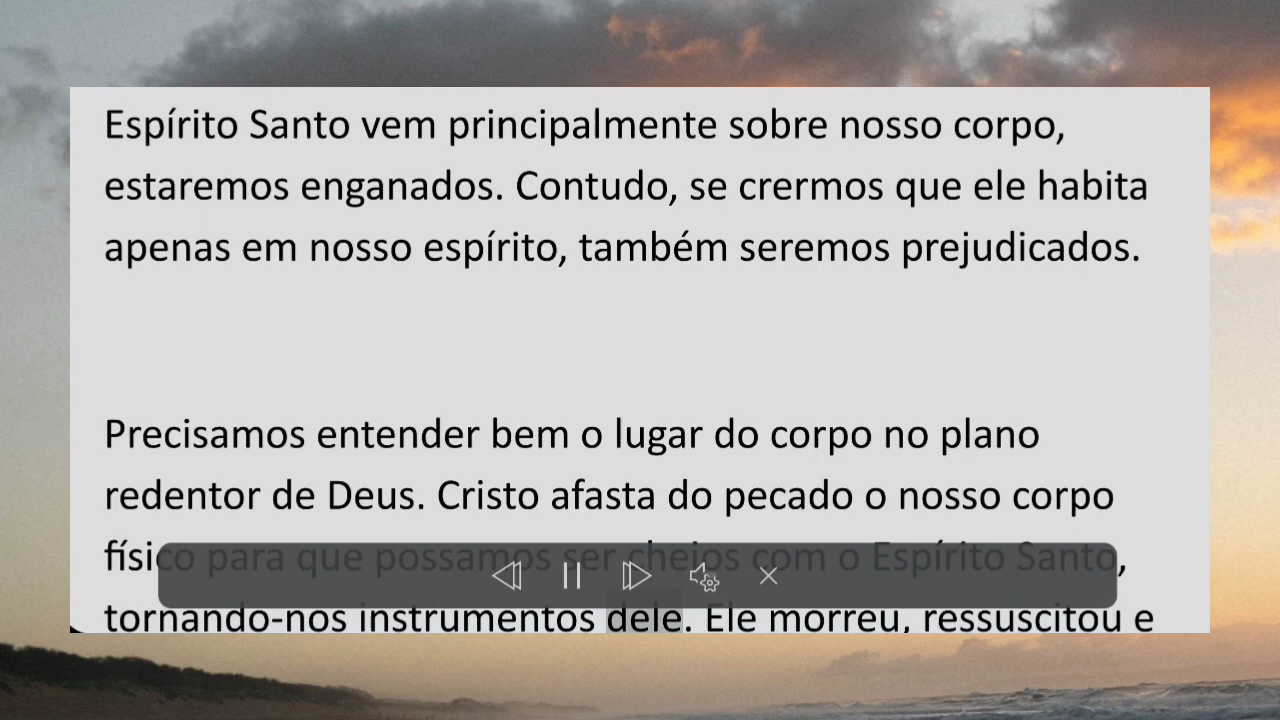 Espírito Santo vem principalmente sobre nosso corpo,
estaremos enganados. Contudo, se crermos que ele habita
apenas em nosso espírito, também seremos prejudicados.
Precisamos entender bem o lugar do corpo no plano
redentor de Deus. Cristo afasta do pecado o nosso corpo
físico para que possamos ser cheios com o Espírito Santo,
tornando-nos instrumentos dele. Ele morreu, ressuscitou e